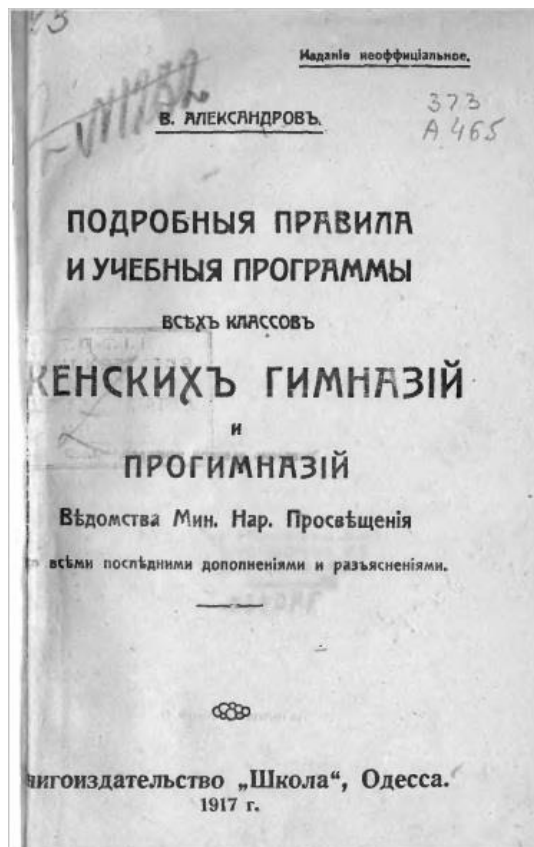 Изданіе неоффиціальное.
373
А 465
В. АЛЕКСАНДРОВЪ.
ПОДРОБНЫЯ ПРАВИЛА
И УЧЕБНЫЯ ПРОГРАММЫ
ВСѢХЪ КЛАССОВЪ
ЖЕНСКИХЪ ГИМНАЗІЙ
И
ПРОГИМНАЗІЙ
Вѣдомства Мин. Нар. Просвѣщенія
всѣми послѣдними дополненіями и разъясненіями.
нигоиздательство „Школа“, Одесса.
1917 г.